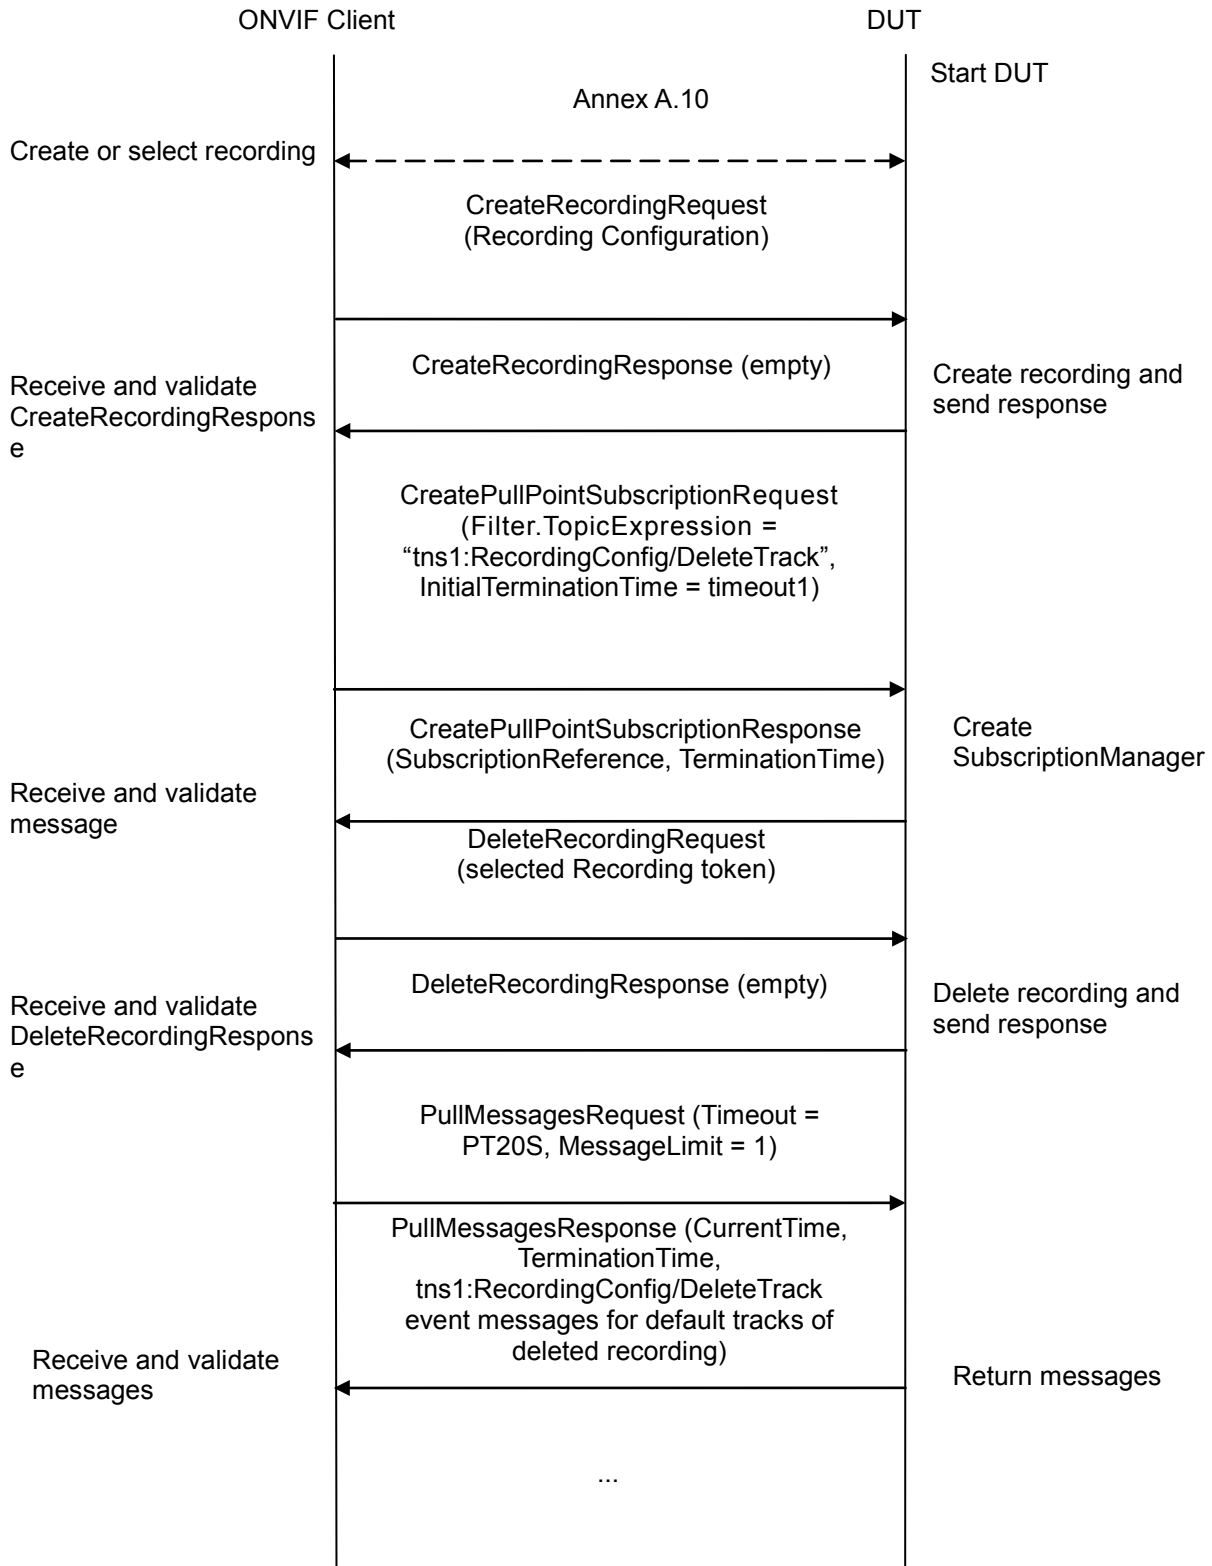 ONVIF Client
DUT
Start DUT
Annex A.10
Create or select recording
CreateRecordingRequest
(Recording Configuration)
CreateRecordingResponse (empty)
Create recording and
send response
Receive and validate
CreateRecordingRespons
e
CreatePullPointSubscriptionRequest
(Filter.TopicExpression =
“tns1:RecordingConfig/DeleteTrack”,
InitialTerminationTime = timeout1)
CreatePullPointSubscriptionResponse
(SubscriptionReference, TerminationTime)
Create
SubscriptionManager
Receive and validate
message
DeleteRecordingRequest
(selected Recording token)
DeleteRecordingResponse (empty)
Delete recording and
send response
Receive and validate
DeleteRecordingRespons
e
PullMessagesRequest (Timeout =
PT20S, MessageLimit = 1)
PullMessagesResponse (CurrentTime,
TerminationTime,
tns1:RecordingConfig/DeleteTrack
event messages for default tracks of
deleted recording)
Receive and validate
messages
Return messages
...